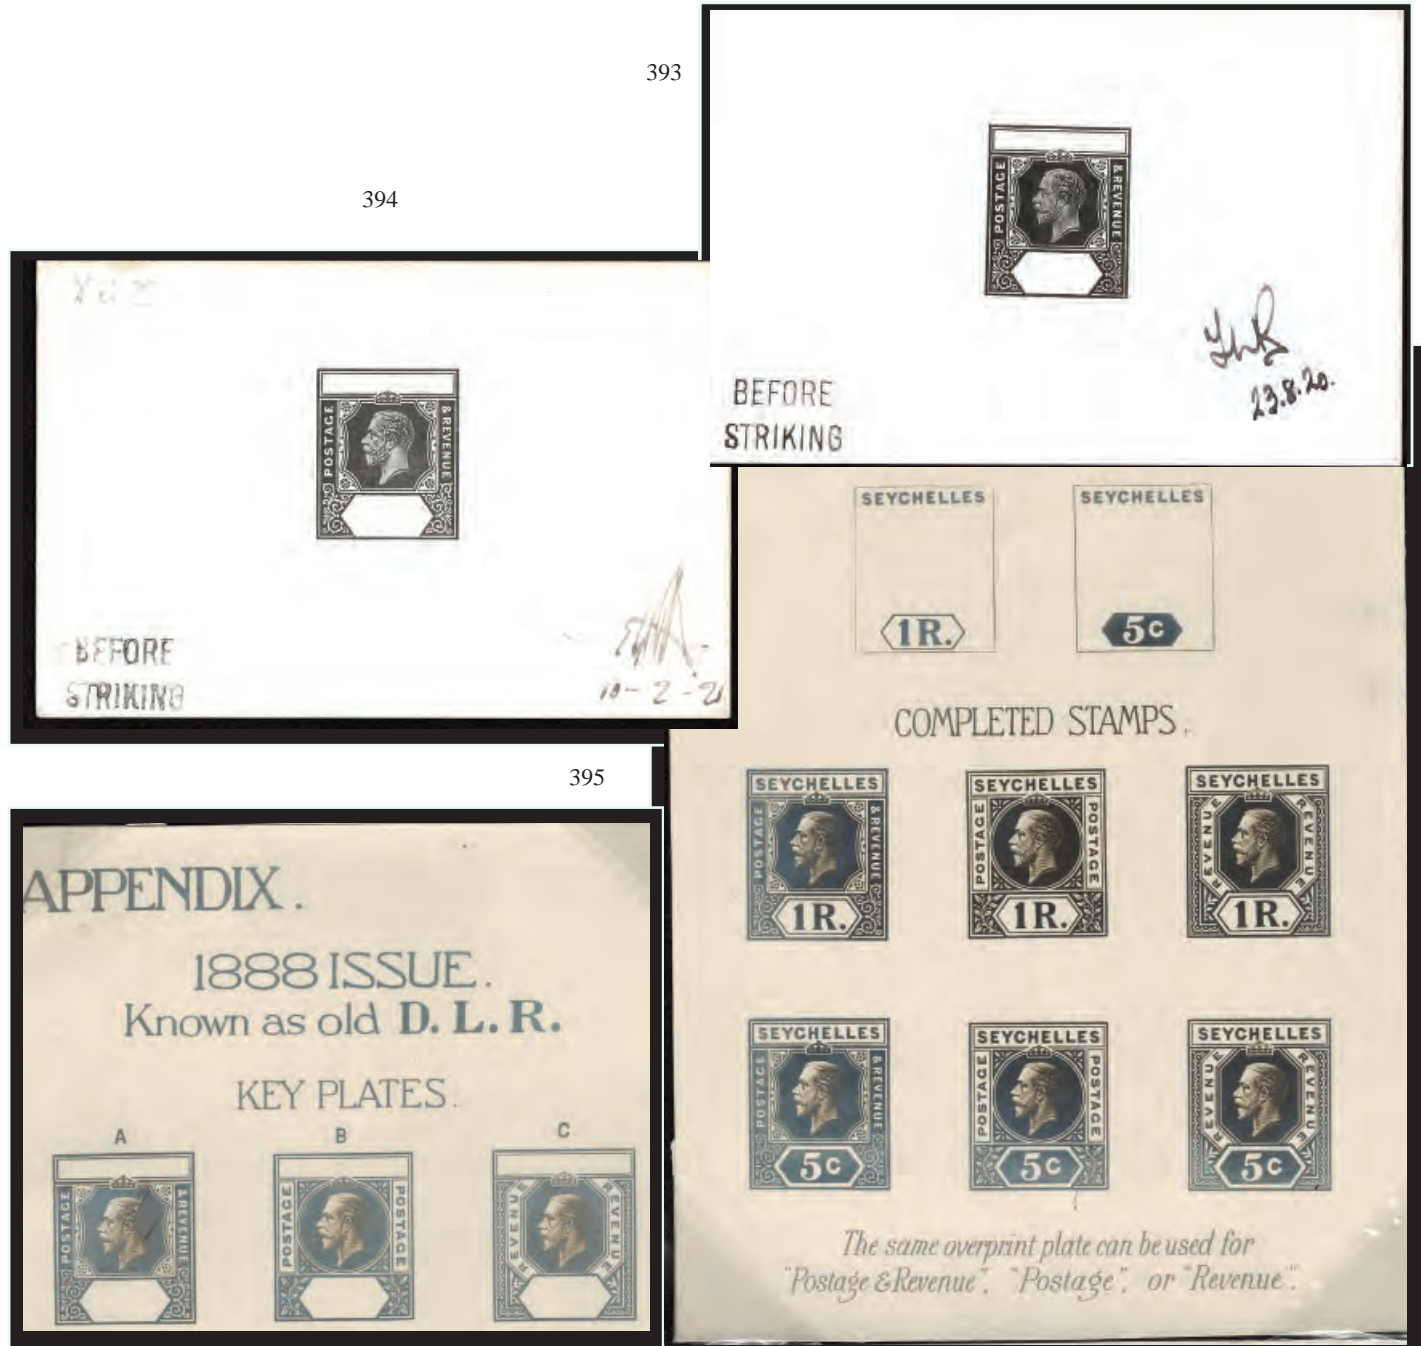 393
POSTAGE
& REVENUE
23.8.20.
BEFORE
STRIKING
394
POSTAGE
& REVENUE
BEFORE
STRIKING
SEYCHELLES
SEYCHELLES
1R.
5c
COMPLETED STAMPS.
SEYCHELLES
POSTAGE
& REVENUE
1R.
SEYCHELLES
POSTAGE
POSTAGE
1R.
SEYCHELLES
REVENUE
REVENUE
1R.
SEYCHELLES
POSTAGE
& REVENUE
5c
SEYCHELLES
POSTAGE
POSTAGE
5c
SEYCHELLES
REVENUE
REVENUE
5c
The same overprint plate can be used for
"Postage & Revenue", "Postage", or "Revenue".
395
APPENDIX.
1888 ISSUE.
Known as old D. L. R.
KEY PLATES.
A
B
C
POSTAGE
& REVENUE
POSTAGE
POSTAGE
REVENUE
REVENUE